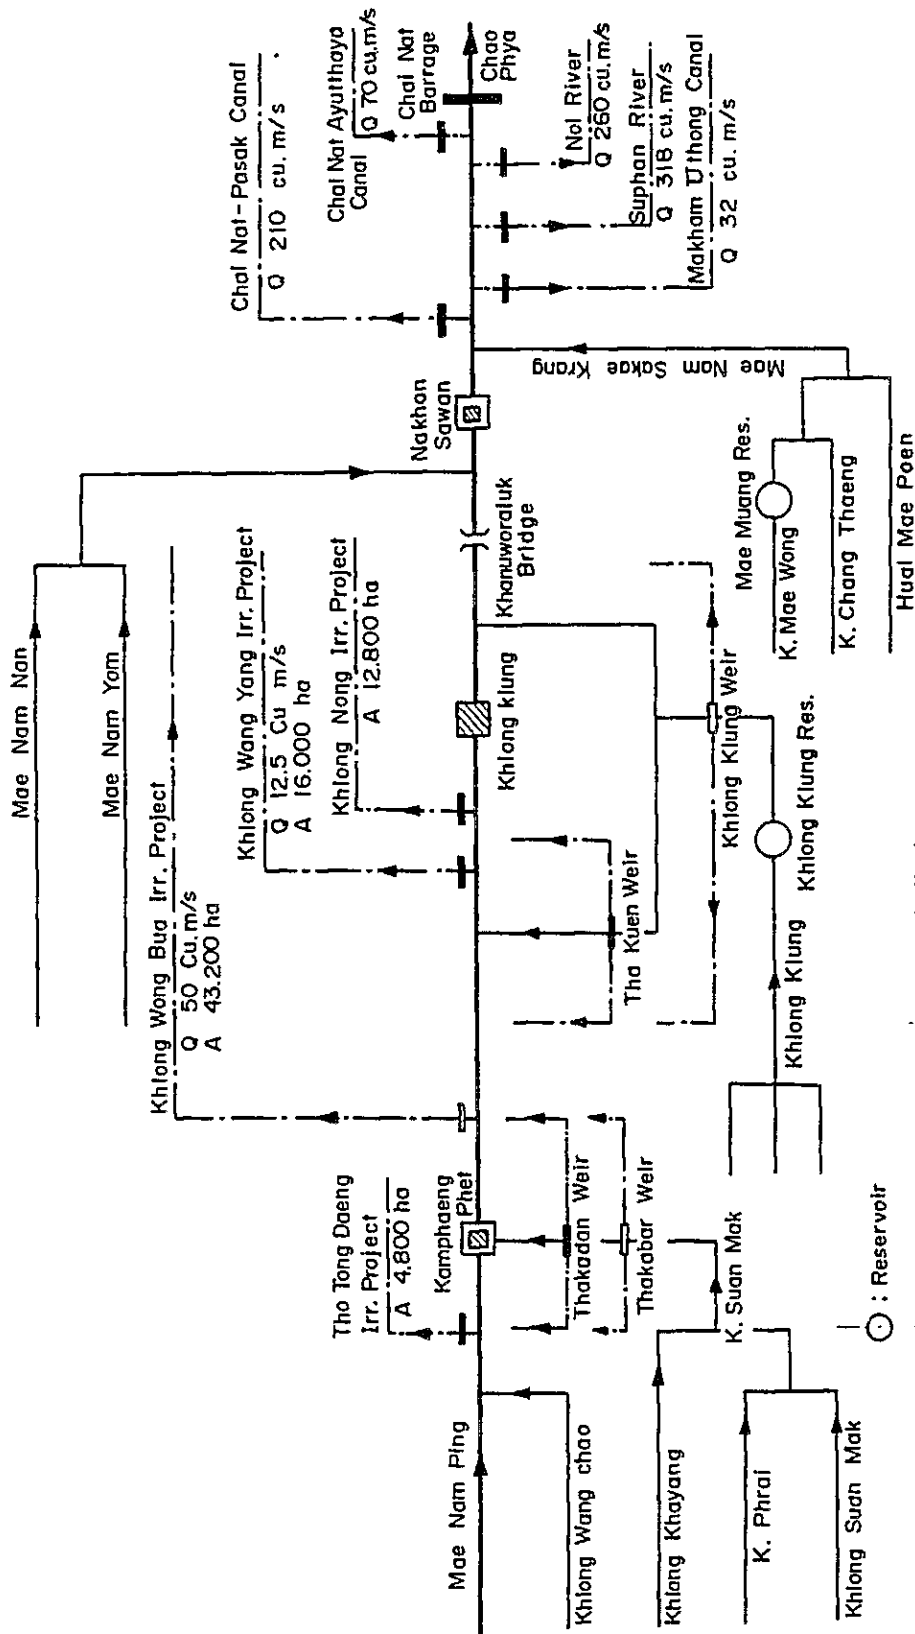 Mae Nam Nan
Mae Nam Yom
Khlong Wong Bua Irr. Project
Q 50 Cu.m/s
A 43.200 ha
Khlong Wang Yang Irr. Project
Q 12.5 Cu m/s
A 16.000 ha
Khlong Nong Irr. Project
A 12.800 ha
Chai Nat-Pasak Canal
Q 210 cu. m/s
Chai Nat Ayutthaya
Canal
Q 70 cu.m/s
Chai Nat
Barrage
Chao
Phya
Noi River
Q 260 cu. m/s
Suphan River
Q 318 cu. m/s
Makham Uthong Canal
Q 32 cu. m/s
Tho Tong Daeng
Irr. Project
A 4.800 ha
Kamphaeng
Phet
Mae Nam Ping
Khlong Wang chao
Khlong Khayang
K. Phrai
Khlong Suan Mak
K. Suan Mak
Thakadan Weir
Thakabar Weir
Tha Kuen Weir
Khlong klung
Khanuworaluk
Bridge
Nakhon
Sawan
Khlong Klung Weir
Khlong Klung
Khlong Klung Res.
Mae Nam Sakae Krang
Mae Muang Res.
K. Mae Wong
K. Chang Thaeng
Huai Mae Poen
: Reservoir